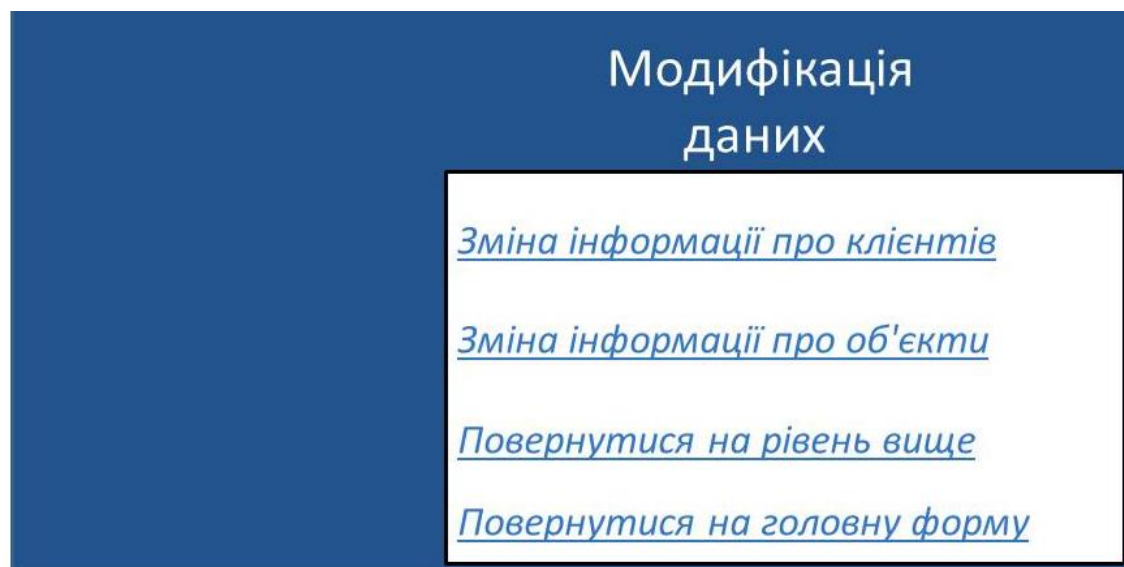 Модифікація
даних
Зміна інформації про клієнтів
Зміна інформації про об'єкти
Повернутися на рівень вище
Повернутися на головну форму